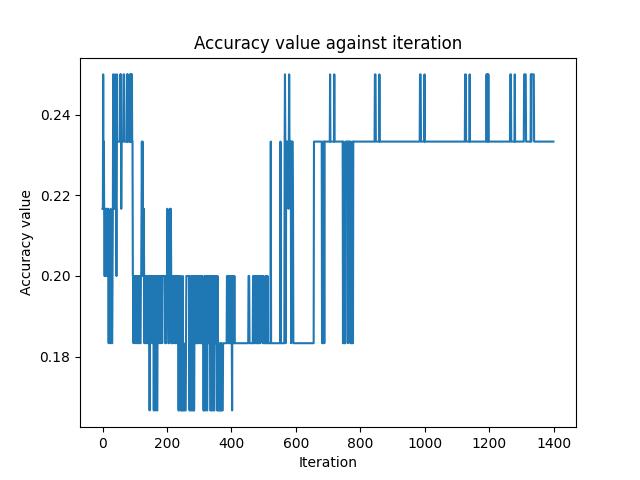 Accuracy value against iteration
Accuracy value
0.24
0.22
0.20
0.18
0 200 400 600 800 1000 1200 1400
Iteration